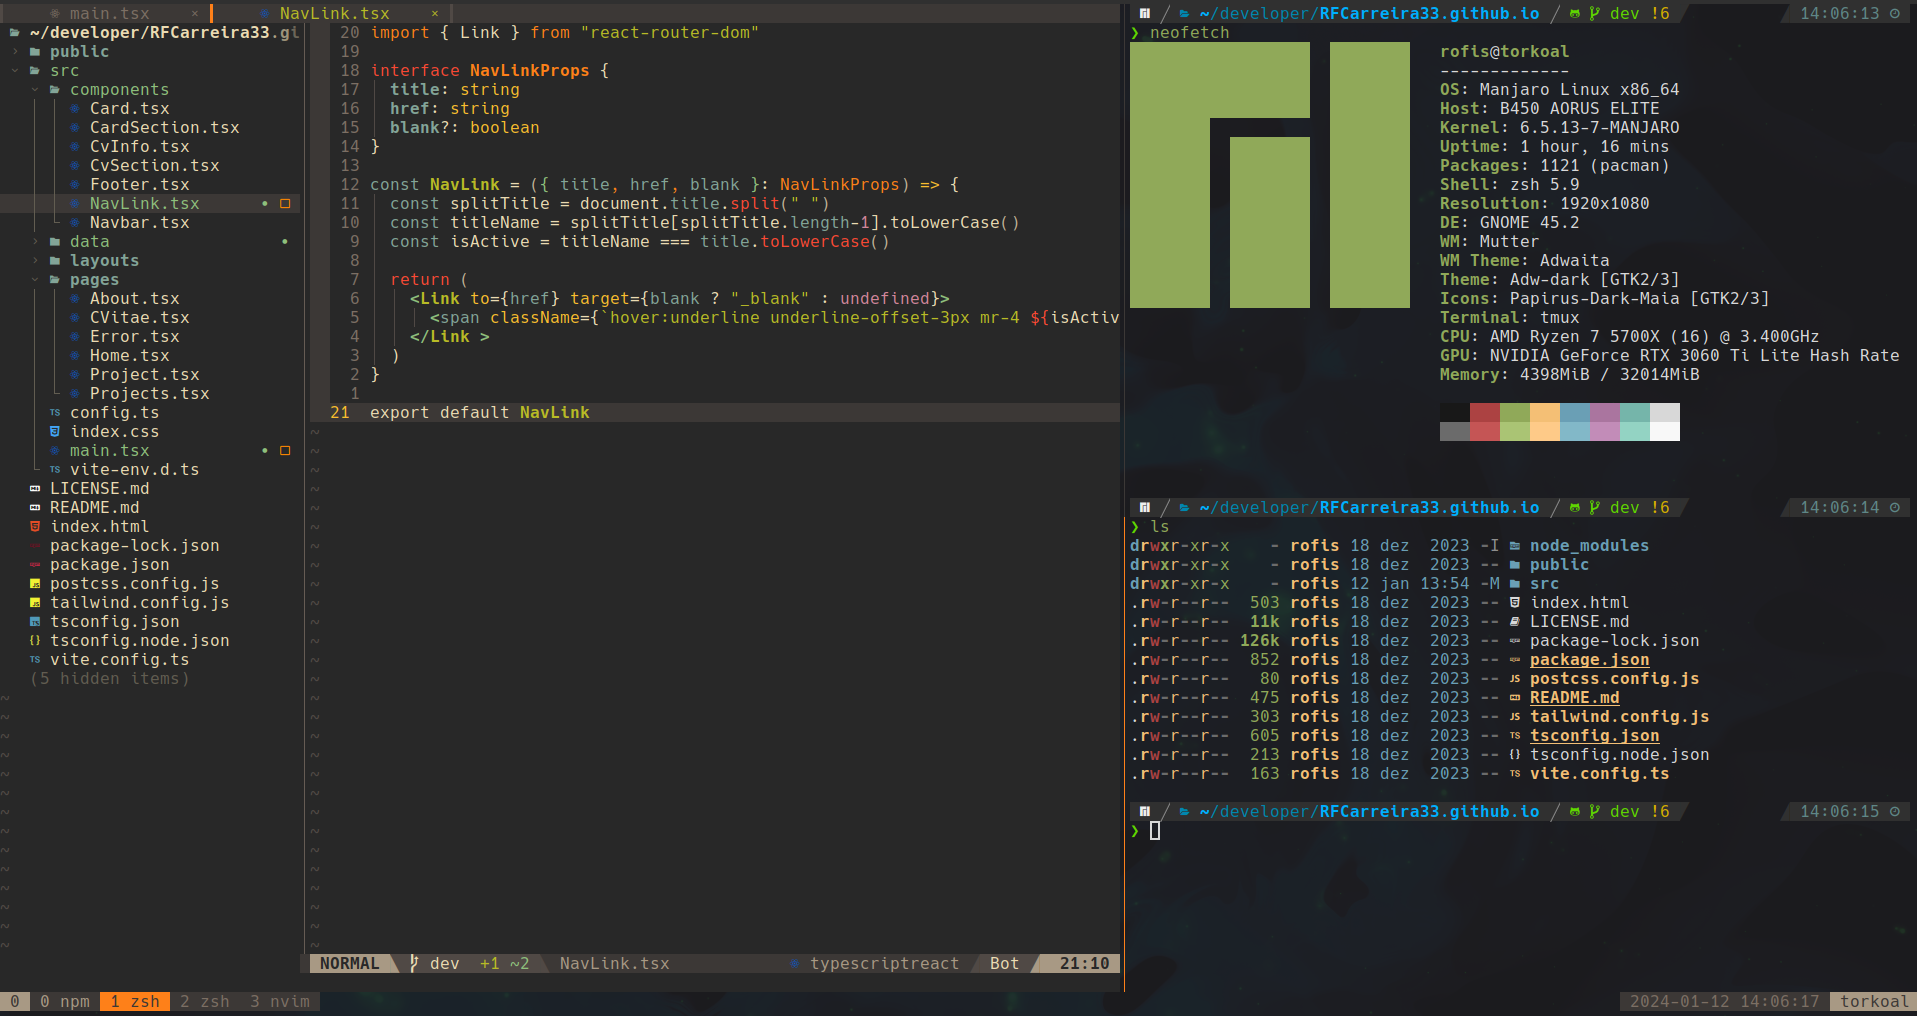 main.tsx ×
NavLink.tsx ×
~/developer/RFCarreira33.gi
public
src
components
Card.tsx
CardSection.tsx
CvInfo.tsx
CvSection.tsx
Footer.tsx
NavLink.tsx
Navbar.tsx
data
layouts
pages
About.tsx
CVitae.tsx
Error.tsx
Home.tsx
Project.tsx
Projects.tsx
TS config.ts
index.css
main.tsx
TS vite-env.d.ts
LICENSE.md
README.md
index.html
package-lock.json
package.json
postcss.config.js
tailwind.config.js
tsconfig.json
tsconfig.node.json
TS vite.config.ts
(5 hidden items)
20 import { Link } from "react-router-dom"
19
18 interface NavLinkProps {
17   title: string
16   href: string
15   blank?: boolean
14 }
13
12 const NavLink = ({ title, href, blank }: NavLinkProps) => {
11   const splitTitle = document.title.split(" ")
10   const titleName = splitTitle[splitTitle.length-1].toLowerCase()
9   const isActive = titleName === title.toLowerCase()
8
7   return (
6     <Link to={href} target={blank ? "_blank" : undefined}>
5       <span className={`hover:underline underline-offset-3px mr-4 ${isActiv
4     </Link >
3   )
2 }
1
21 export default NavLink
NORMAL dev +1 ~2 NavLink.tsx typescriptreact Bot 21:10
~/developer/RFCarreira33.github.io dev !6 14:06:13
❯ neofetch
rofis@torkoal
-------------
OS: Manjaro Linux x86_64
Host: B450 AORUS ELITE
Kernel: 6.5.13-7-MANJARO
Uptime: 1 hour, 16 mins
Packages: 1121 (pacman)
Shell: zsh 5.9
Resolution: 1920x1080
DE: GNOME 45.2
WM: Mutter
WM Theme: Adwaita
Theme: Adw-dark [GTK2/3]
Icons: Papirus-Dark-Maia [GTK2/3]
Terminal: tmux
CPU: AMD Ryzen 7 5700X (16) @ 3.400GHz
GPU: NVIDIA GeForce RTX 3060 Ti Lite Hash Rate
Memory: 4398MiB / 32014MiB
~/developer/RFCarreira33.github.io dev !6 14:06:14
❯ ls
drwxr-xr-x - rofis 18 dez 2023 -I node_modules
drwxr-xr-x - rofis 18 dez 2023 -- public
drwxr-xr-x - rofis 12 jan 13:54 -M src
.rw-r--r-- 503 rofis 18 dez 2023 -- index.html
.rw-r--r-- 11k rofis 18 dez 2023 -- LICENSE.md
.rw-r--r-- 126k rofis 18 dez 2023 -- package-lock.json
.rw-r--r-- 852 rofis 18 dez 2023 -- package.json
.rw-r--r-- 80 rofis 18 dez 2023 -- JS postcss.config.js
.rw-r--r-- 475 rofis 18 dez 2023 -- README.md
.rw-r--r-- 303 rofis 18 dez 2023 -- JS tailwind.config.js
.rw-r--r-- 605 rofis 18 dez 2023 -- TS tsconfig.json
.rw-r--r-- 213 rofis 18 dez 2023 -- {} tsconfig.node.json
.rw-r--r-- 163 rofis 18 dez 2023 -- TS vite.config.ts
~/developer/RFCarreira33.github.io dev !6 14:06:15
❯
0 0 npm 1 zsh 2 zsh 3 nvim
2024-01-12 14:06:17 torkoal